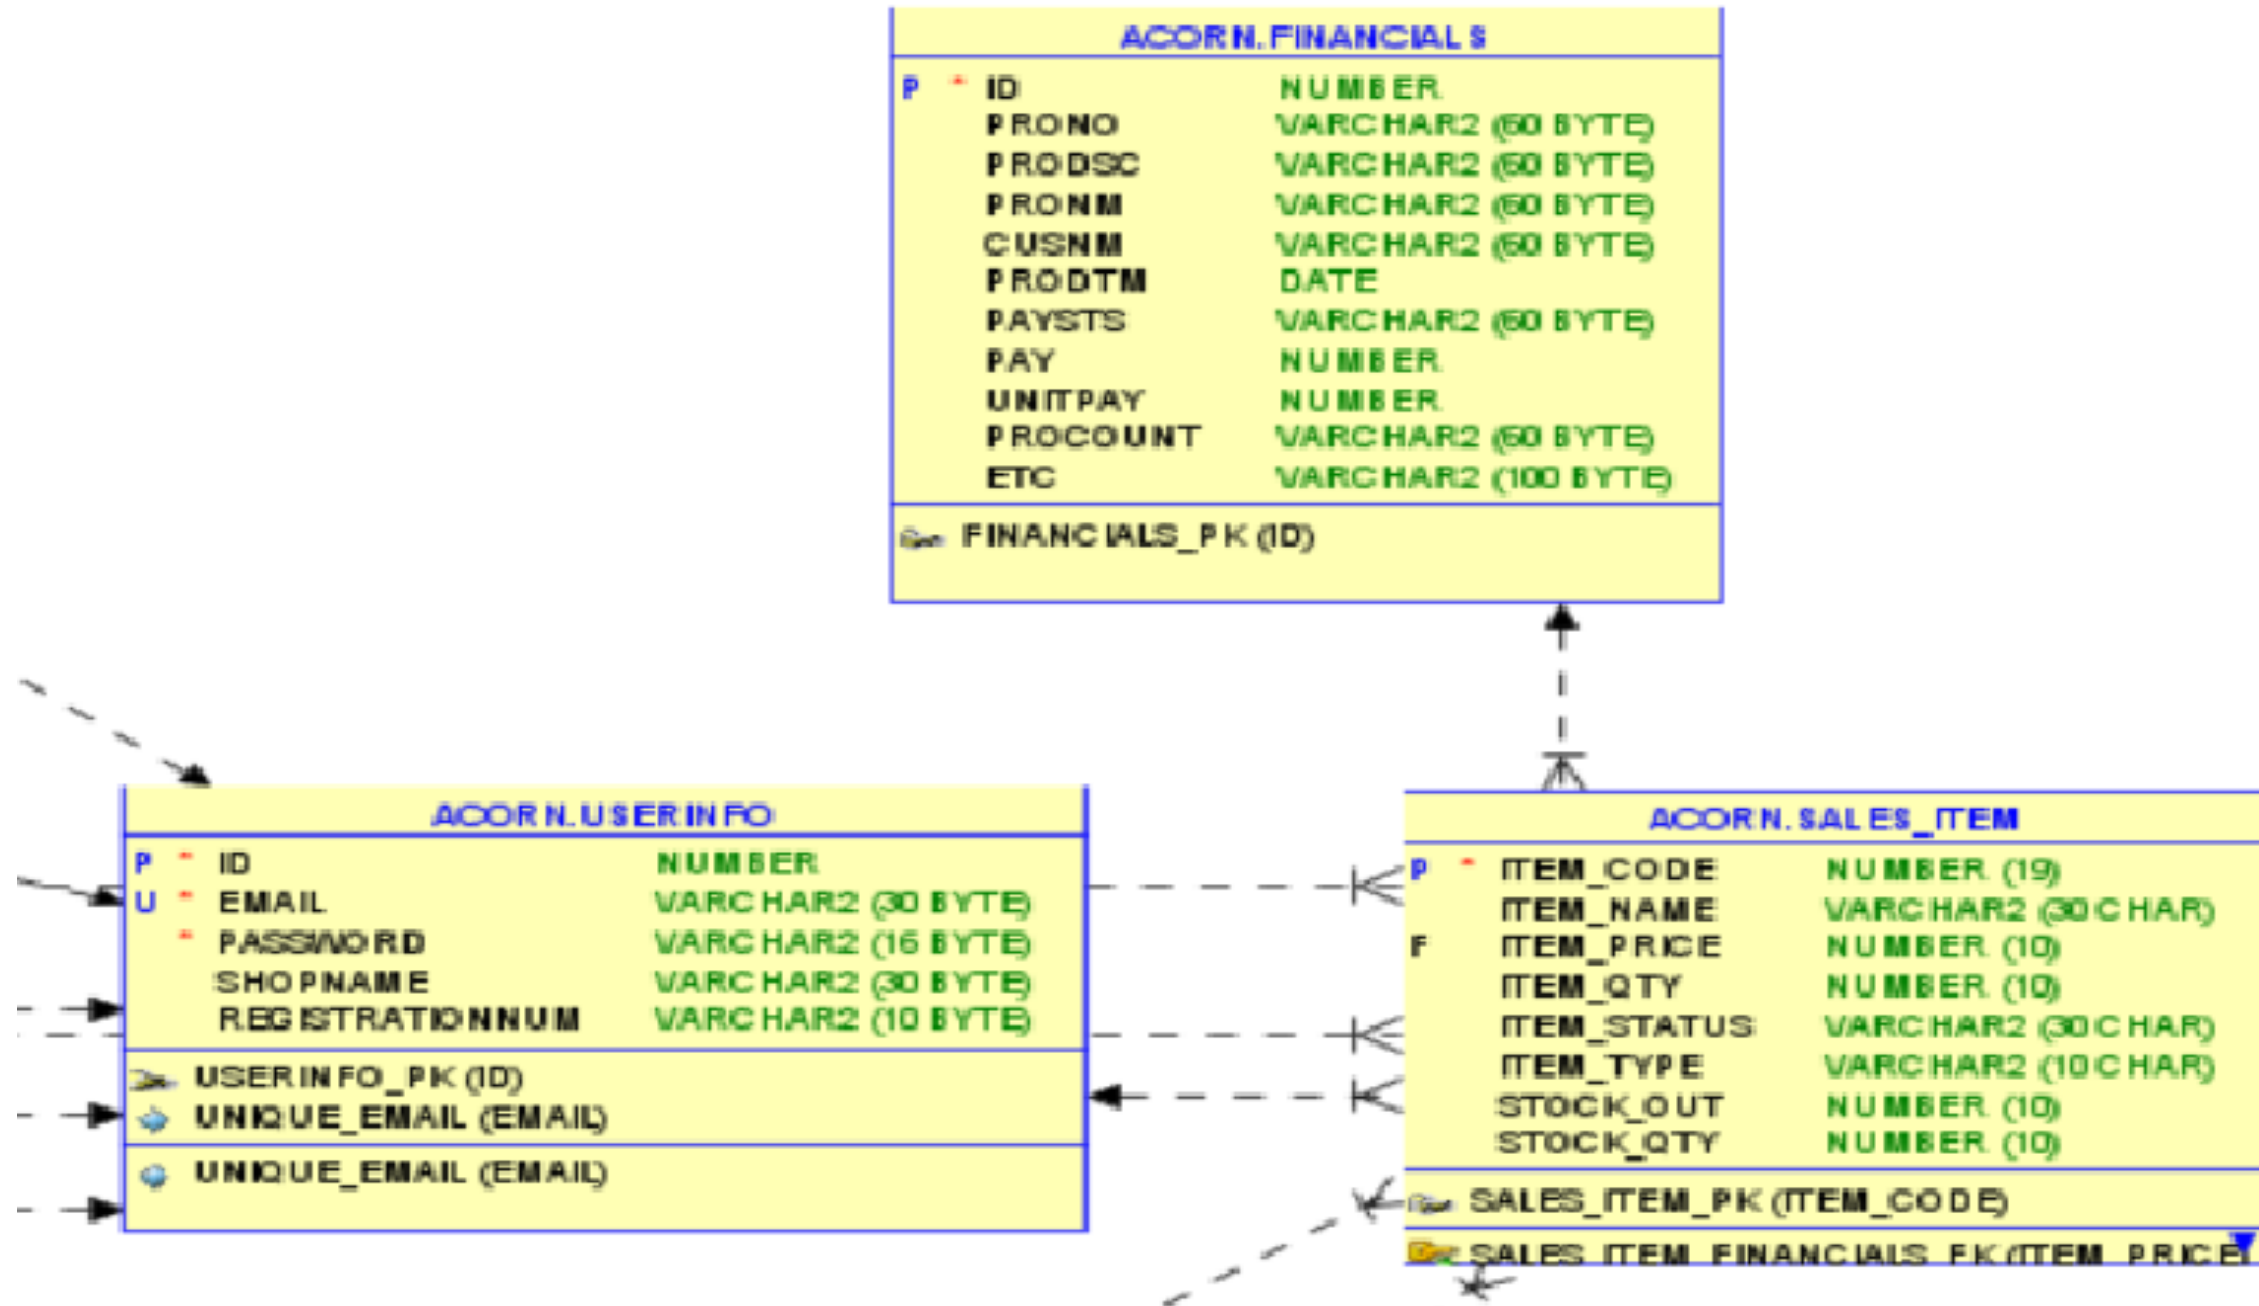 ACORN.FINANCIALS
P * ID NUMBER
PRONO VARCHAR2 (60 BYTE)
PRODSC VARCHAR2 (60 BYTE)
PRONM VARCHAR2 (60 BYTE)
CUSNM VARCHAR2 (60 BYTE)
PRODTM DATE
PAYSTS VARCHAR2 (60 BYTE)
PAY NUMBER
UNITPAY NUMBER
PROCOUNT VARCHAR2 (60 BYTE)
ETC VARCHAR2 (100 BYTE)
FINANCIALS_PK (ID)
ACORN.USERINFO
P * ID NUMBER
U * EMAIL VARCHAR2 (30 BYTE)
* PASSWORD VARCHAR2 (16 BYTE)
SHOPNAME VARCHAR2 (30 BYTE)
REGISTRATIONNUM VARCHAR2 (10 BYTE)
USERINFO_PK (ID)
UNIQUE_EMAIL (EMAIL)
UNIQUE_EMAIL (EMAIL)
ACORN.SALES_ITEM
P * ITEM_CODE NUMBER (19)
ITEM_NAME VARCHAR2 (30 CHAR)
F ITEM_PRICE NUMBER (10)
ITEM_QTY NUMBER (10)
ITEM_STATUS VARCHAR2 (30 CHAR)
ITEM_TYPE VARCHAR2 (10 CHAR)
STOCK_OUT NUMBER (10)
STOCK_QTY NUMBER (10)
SALES_ITEM_PK (ITEM_CODE)
SALES_ITEM_FINANCIALS_FK (ITEM_PRICE)